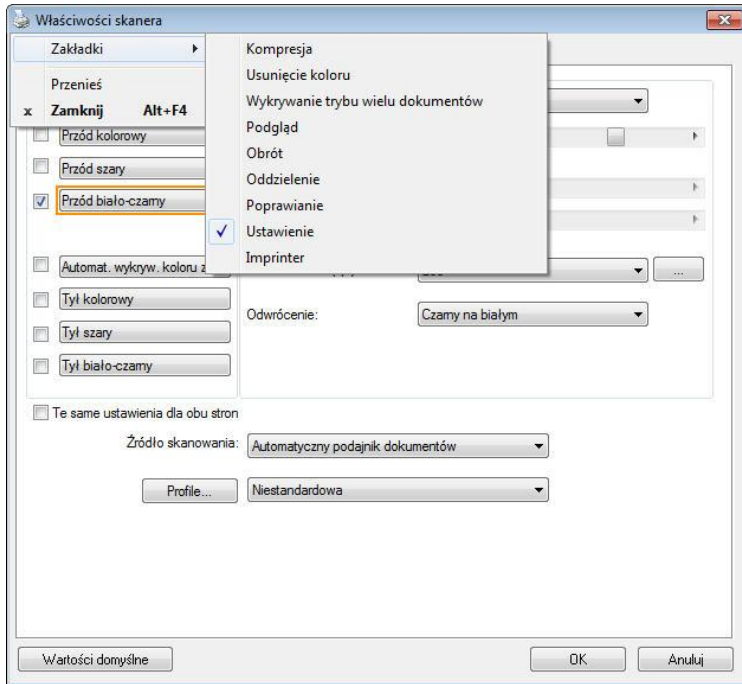 Właściwości skanera
Zakładki
Przenieś
x Zamknij Alt+F4
Kompresja
Usunięcie koloru
Wykrywanie trybu wielu dokumentów
Podgląd
Obrót
Oddzielenie
Poprawianie
Ustawienie
Imprinter
Przód kolorowy
Przód szary
Przód biało-czarny
Automat. wykryw. koloru z
Tył kolorowy
Tył szary
Tył biało-czarny
...
Odwrócenie: Czarny na białym
Te same ustawienia dla obu stron
Źródło skanowania: Automatyczny podajnik dokumentów
Profile... Niestandardowa
Wartości domyślne OK Anuluj